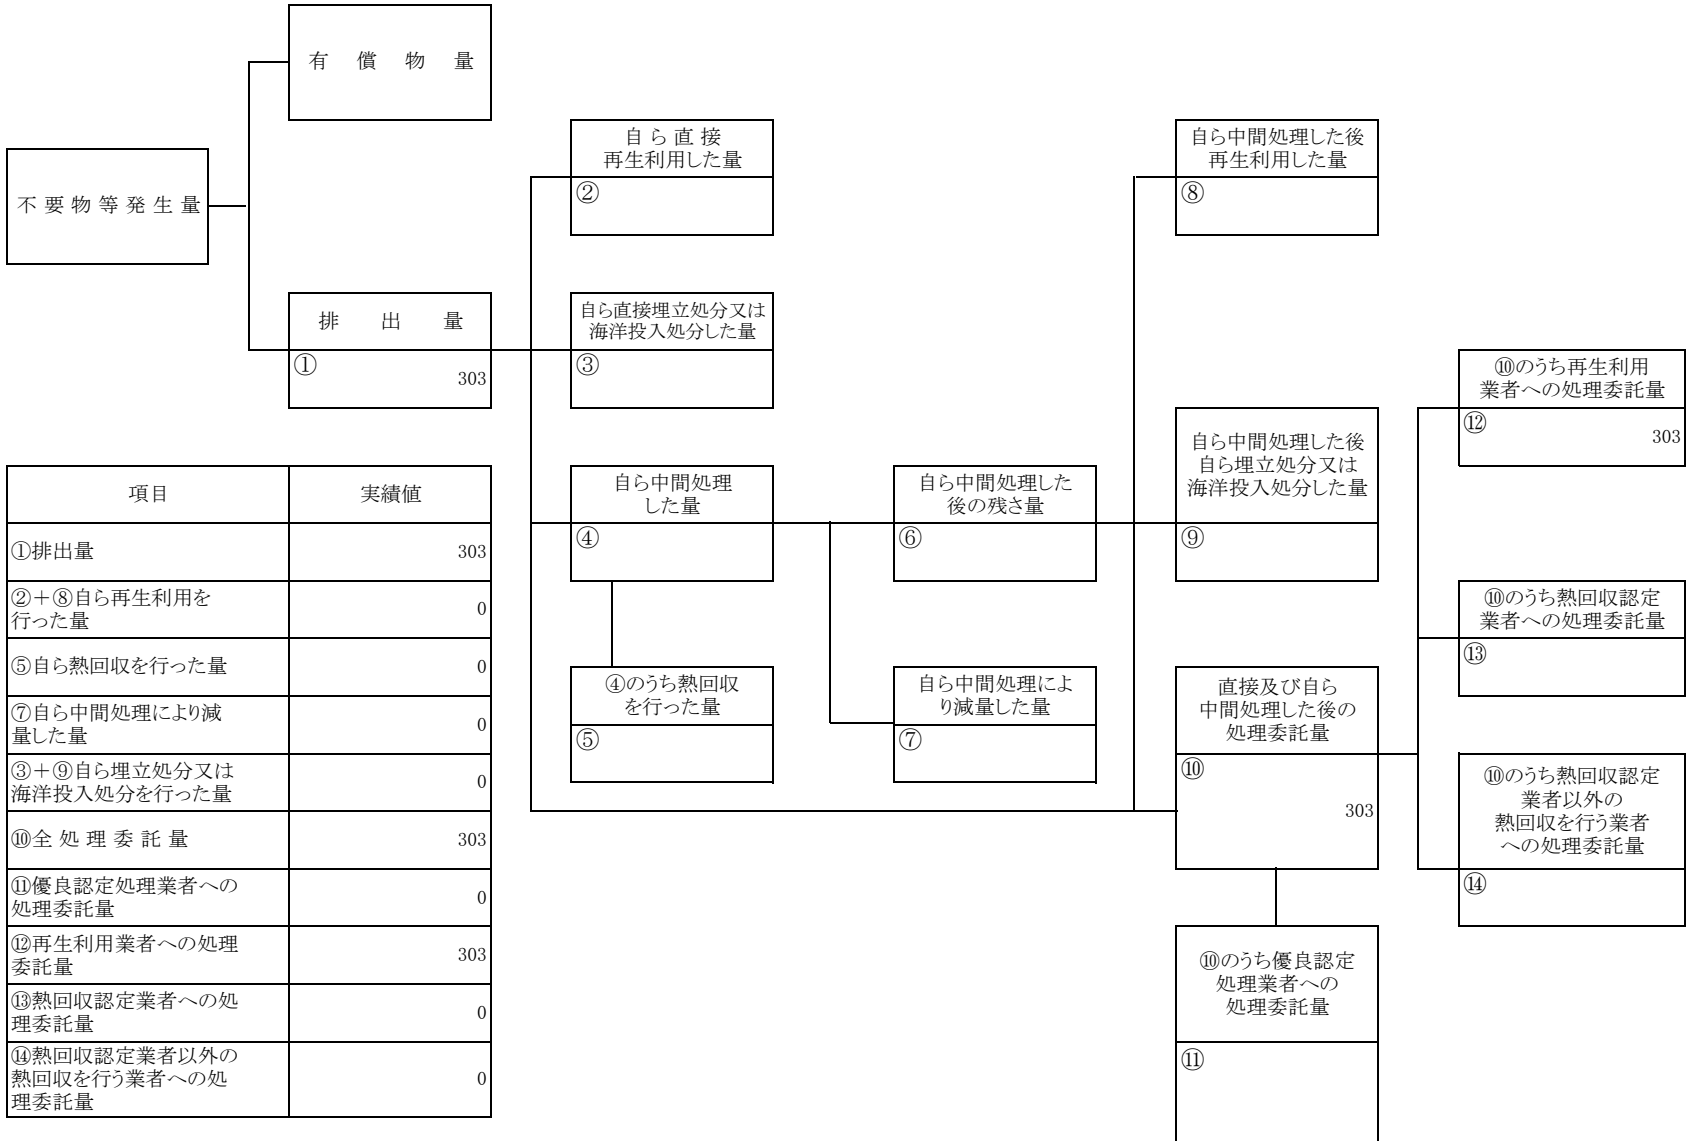 有償物量
自ら直接
再生利用した量
②
自ら中間処理した後
再生利用した量
⑧
不要物等発生量
排出量
①
303
自ら直接埋立処分又は
海洋投入処分した量
③
⑩のうち再生利用
業者への処理委託量
⑫
303
自ら中間処理
した量
④
自ら中間処理した
後の残さ量
⑥
自ら中間処理した後
自ら埋立処分又は
海洋投入処分した量
⑨
⑩のうち熱回収認定
業者への処理委託量
⑬
④のうち熱回収
を行った量
⑤
自ら中間処理によ
り減量した量
⑦
直接及び自ら
中間処理した後の
処理委託量
⑩
303
⑩のうち熱回収認定
業者以外の
熱回収を行う業者
への処理委託量
⑭
⑩のうち優良認定
処理業者への
処理委託量
⑪
項目 実績値
①排出量 303
②＋⑧自ら再生利用を
行った量 0
⑤自ら熱回収を行った量 0
⑦自ら中間処理により減
量した量 0
③＋⑨自ら埋立処分又は
海洋投入処分を行った量 0
⑩全処理委託量 303
⑪優良認定処理業者への
処理委託量 0
⑫再生利用業者への処理
委託量 303
⑬熱回収認定業者への処
理委託量 0
⑭熱回収認定業者以外の
熱回収を行う業者への処
理委託量 0